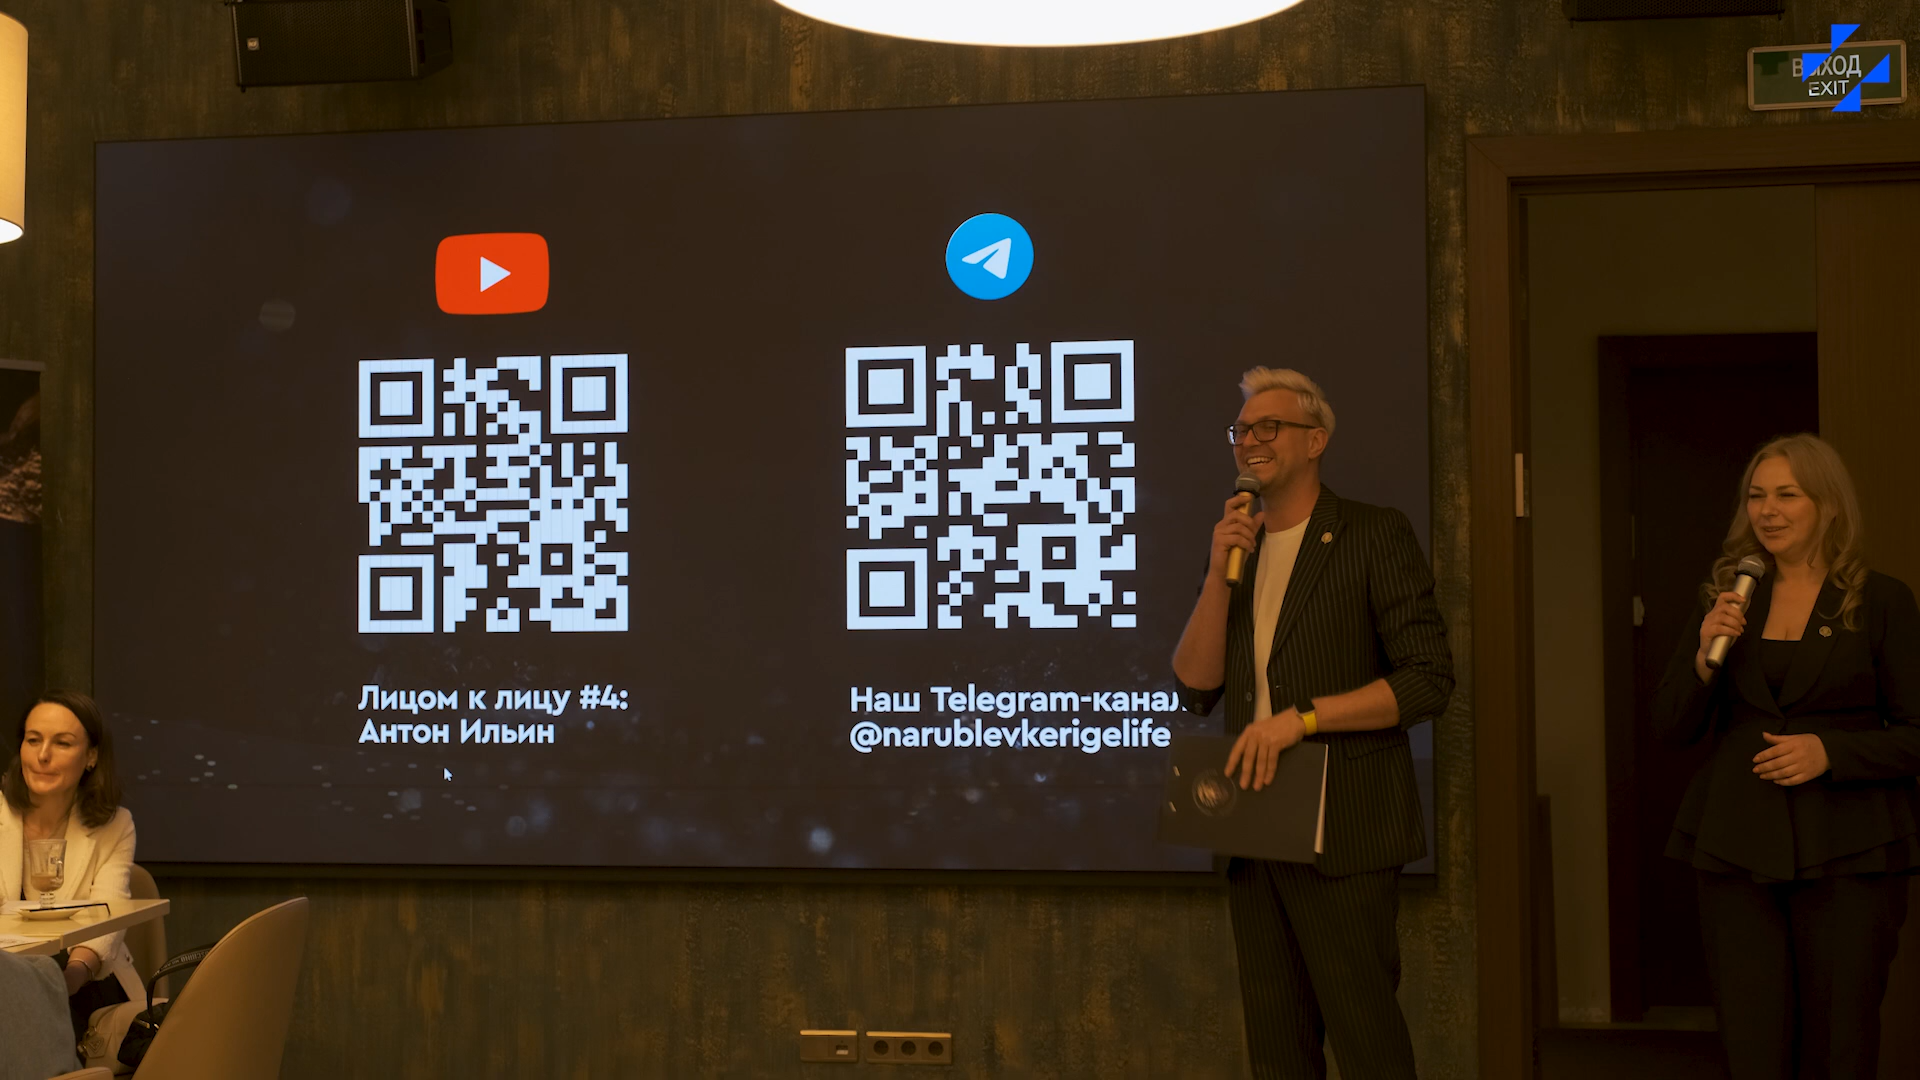 ВЫХОД
EXIT
Лицом к лицу #4:
Антон Ильин
Наш Telegram-канал
@narublevkerigelife